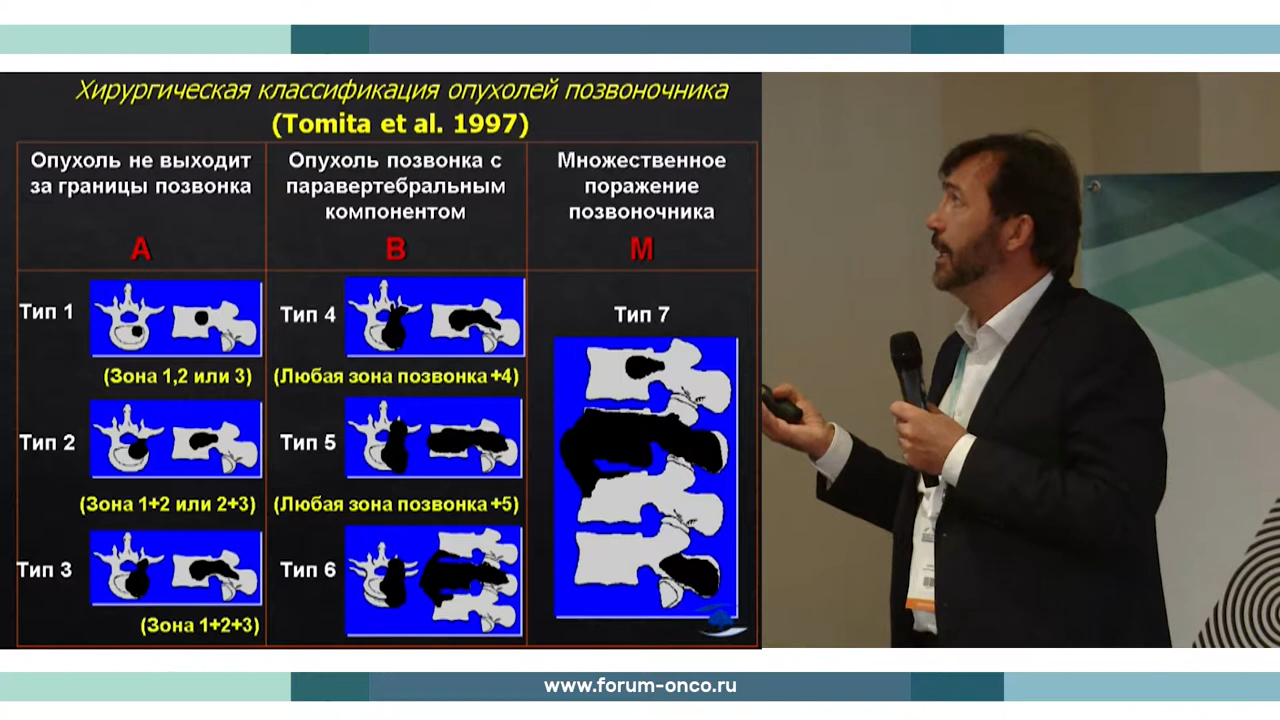 Хирургическая классификация опухолей позвоночника
(Tomita et al. 1997)
Опухоль не выходит
за границы позвонка
А
Опухоль позвонка с
паравертебральным
компонентом
В
Множественное
поражение
позвоночника
М
Тип 1
(Зона 1,2 или 3)
Тип 2
(Зона 1+2 или 2+3)
Тип 3
(Зона 1+2+3)
Тип 4
(Любая зона позвонка +4)
Тип 5
(Любая зона позвонка +5)
Тип 6
Тип 7
www.forum-onco.ru